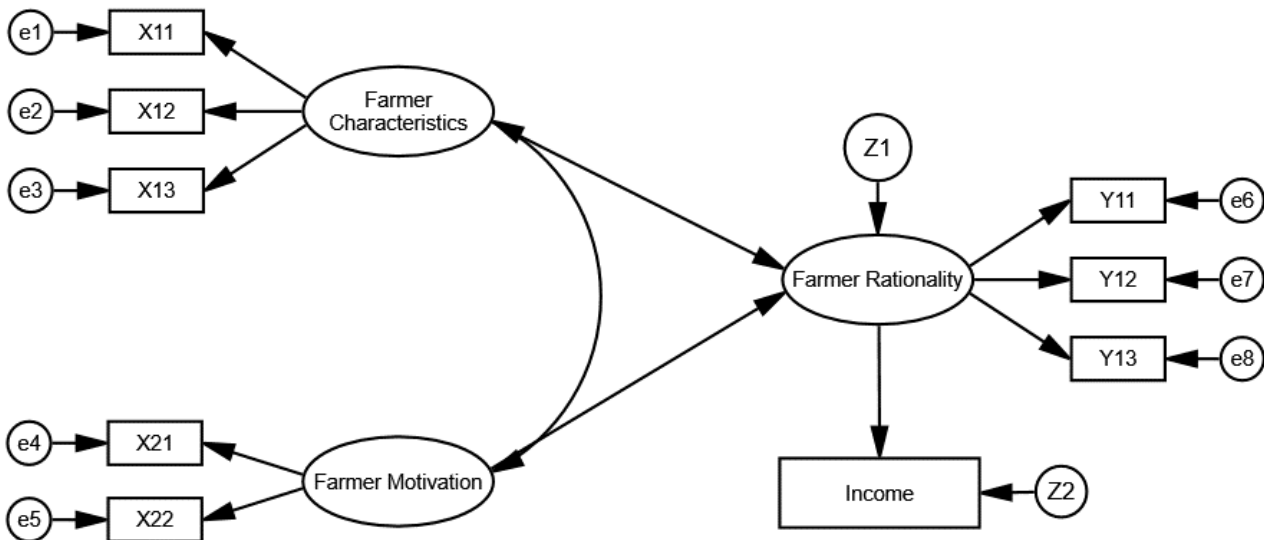 e1
X11
e2
X12
e3
X13
Farmer
Characteristics
Z1
Y11
e6
Farmer Rationality
Y12
e7
Y13
e8
e4
X21
e5
X22
Farmer Motivation
Income
Z2